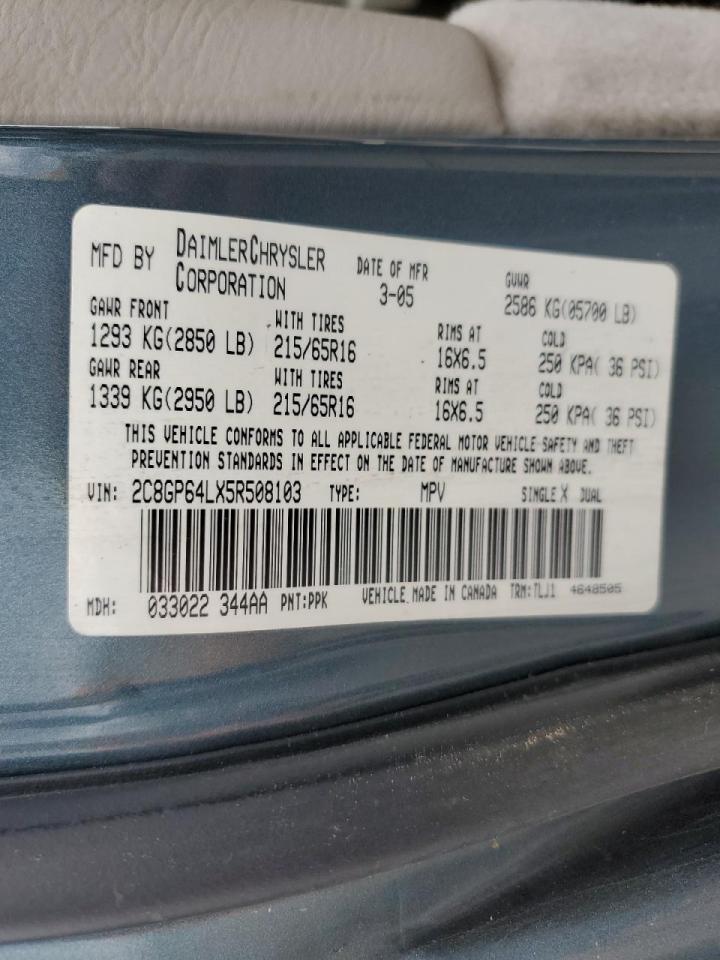 MFD BY DAIMLERCHRYSLER CORPORATION DATE OF MFR 3-05 GVWR 2586 KG(05700 LB)
GAWR FRONT WITH TIRES RIMS AT COLD
1293 KG(2850 LB) 215/65R16 16X6.5 250 KPA( 36 PSI)
GAWR REAR WITH TIRES RIMS AT COLD
1339 KG(2950 LB) 215/65R16 16X6.5 250 KPA( 36 PSI)
THIS VEHICLE CONFORMS TO ALL APPLICABLE FEDERAL MOTOR VEHICLE SAFETY AND THEFT
PREVENTION STANDARDS IN EFFECT ON THE DATE OF MANUFACTURE SHOWN ABOVE.
VIN: 2C8GP64LX5R508103 TYPE: MPV SINGLE X DUAL
MDH: 033022 344AA PNT:PPK VEHICLE MADE IN CANADA TRM:TLJ1 4648505